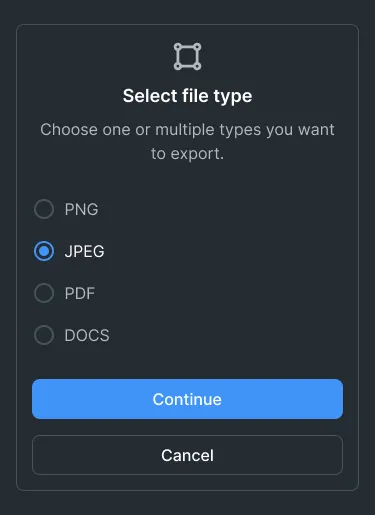 Select file type
Choose one or multiple types you want
to export.
PNG
JPEG
PDF
DOCS
Continue
Cancel